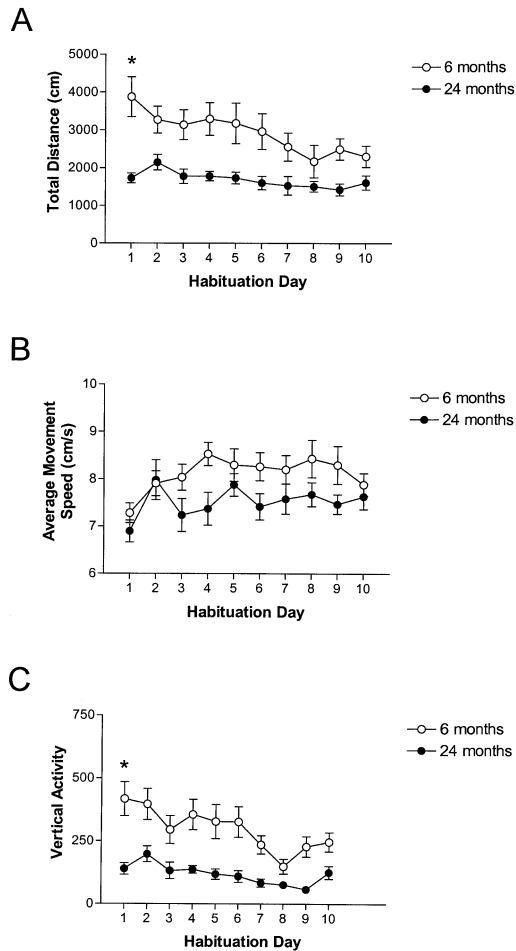 A
*
5000
4000
3000
2000
1000
0
Total Distance (cm)
1 2 3 4 5 6 7 8 9 10
Habituation Day
6 months
24 months
B
10
9
8
7
6
Average Movement
Speed (cm/s)
1 2 3 4 5 6 7 8 9 10
Habituation Day
6 months
24 months
C
750
500
250
0
*
Vertical Activity
1 2 3 4 5 6 7 8 9 10
Habituation Day
6 months
24 months